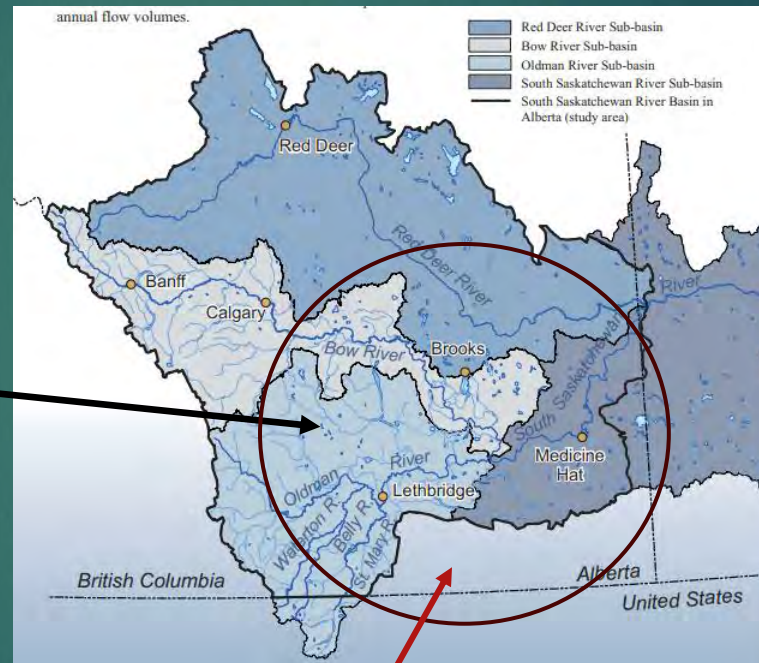 annual flow volumes.
Red Deer River Sub-basin
Bow River Sub-basin
Oldman River Sub-basin
South Saskatchewan River Sub-basin
South Saskatchewan River Basin in
Alberta (study area)
Red Deer
Red Deer River
Banff
Calgary
River
Bow River
Brooks
South Saskatchewan
Medicine
Hat
Oldman
River
Lethbridge
Waterton R.
Belly R.
St. Mary R.
British Columbia
Alberta
United States